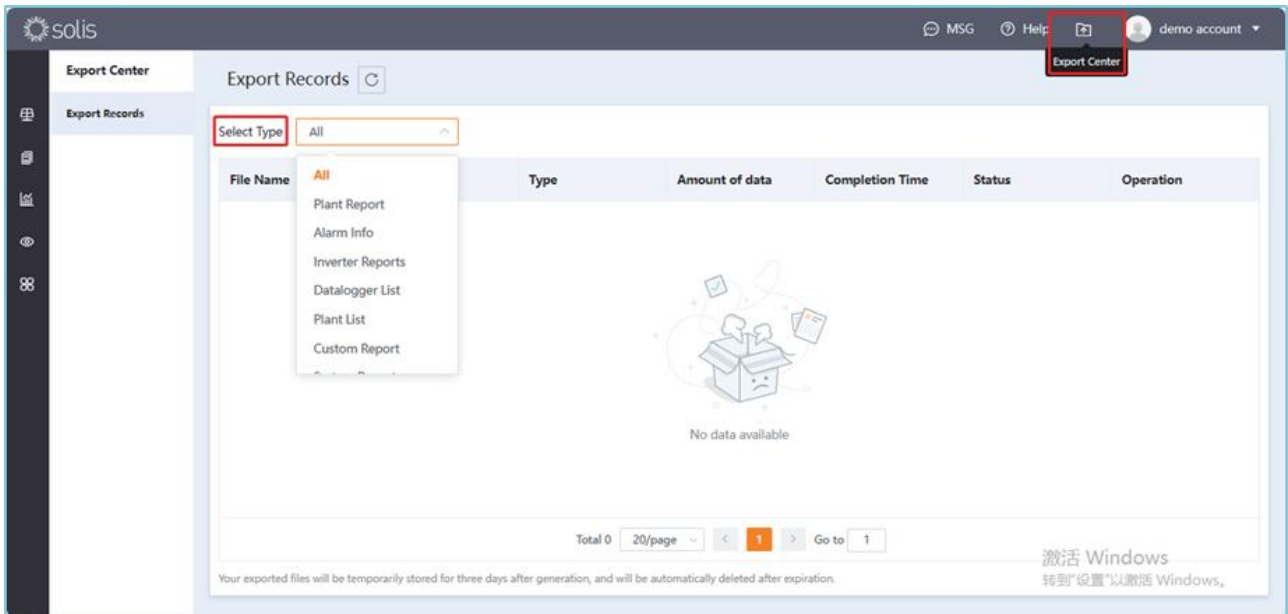 solis
MSG
Help
demo account
Export Center
Export Center
Export Records
Export Records
Select Type
All
File Name
Type
Amount of data
Completion Time
Status
Operation
All
Plant Report
Alarm Info
Inverter Reports
Datalogger List
Plant List
Custom Report
No data available
Total 0
20/page
<
1
>
Go to
1
激活 Windows
转到"设置"以激活 Windows。
Your exported files will be temporarily stored for three days after generation, and will be automatically deleted after expiration.